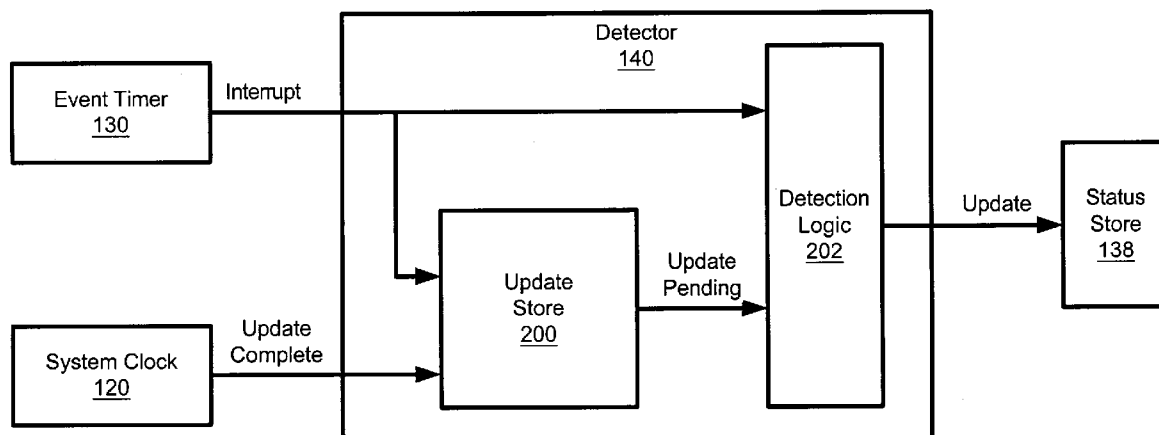 Detector
140
Event Timer
130
Interrupt
Detection
Logic
202
Update
Status
Store
138
Update
Store
200
Update
Pending
System Clock
120
Update
Complete